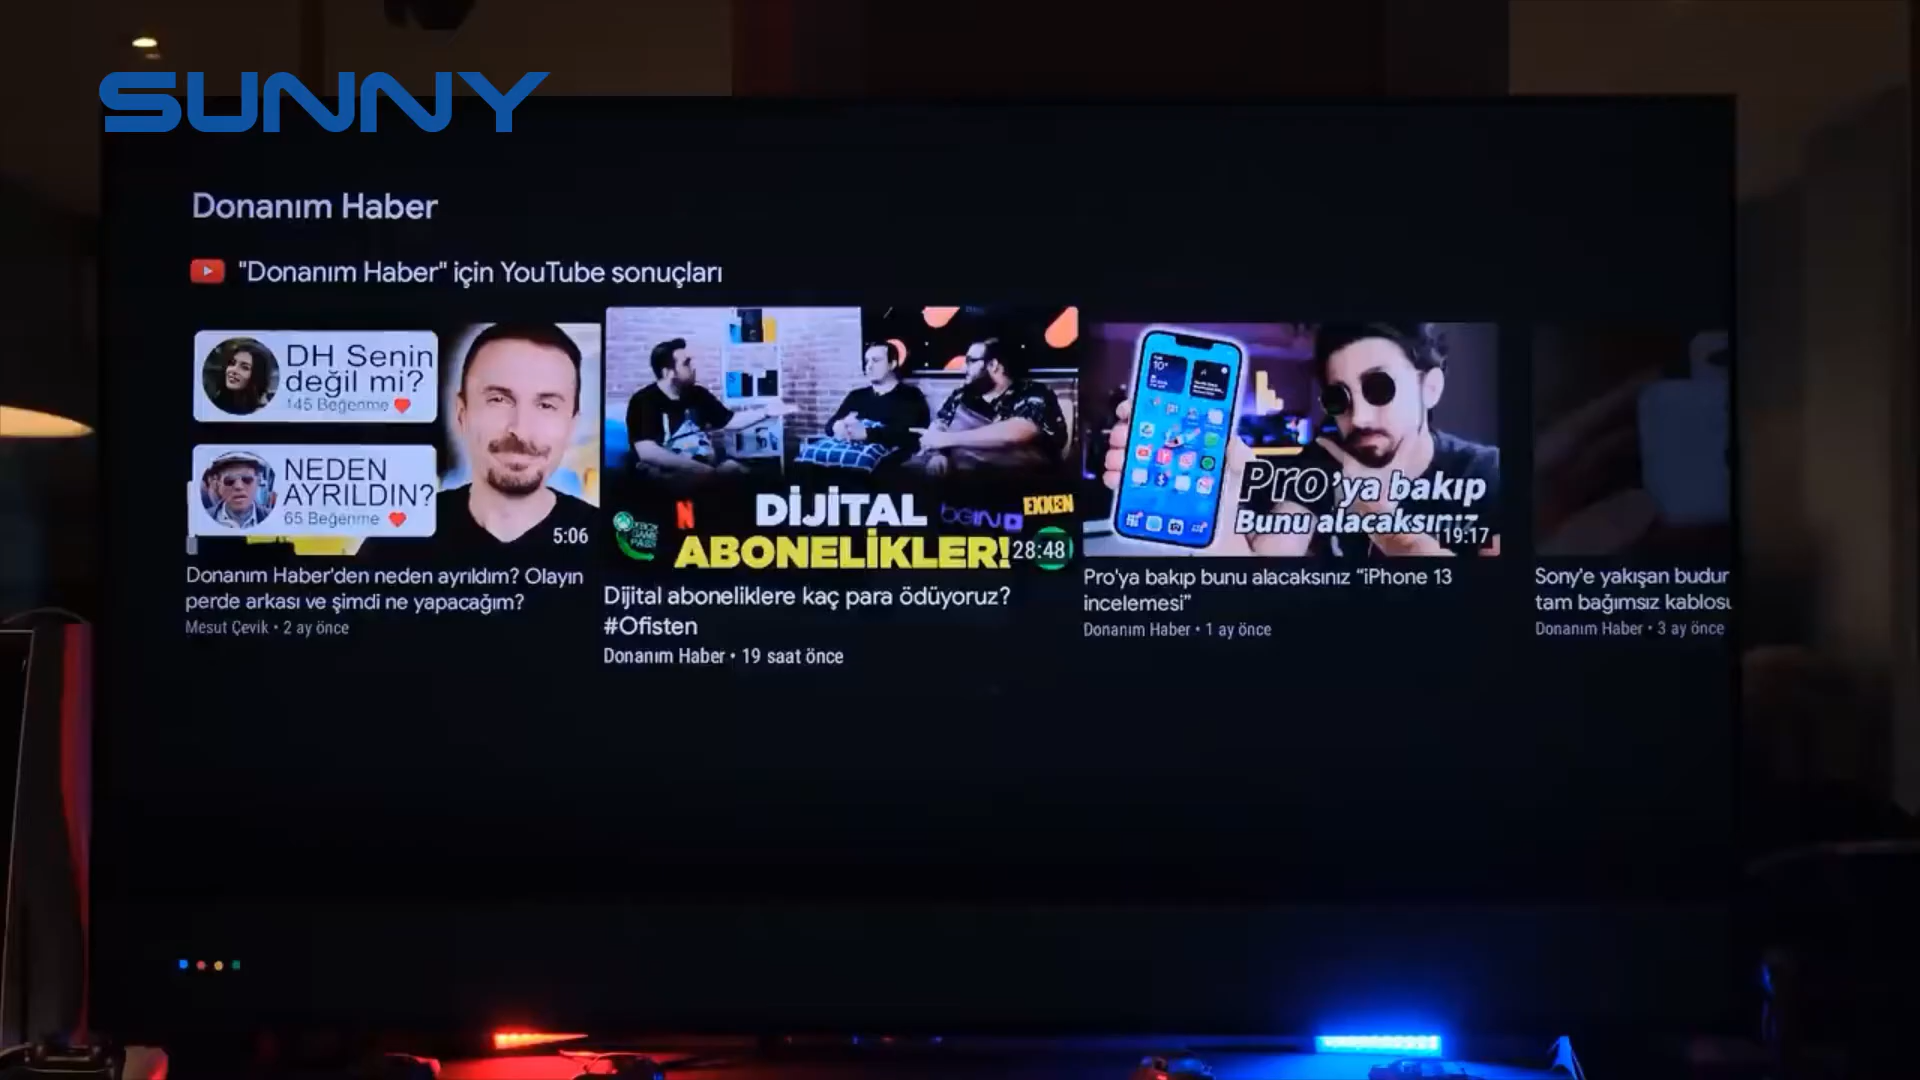 SUNNY
Donanım Haber
"Donanım Haber" için YouTube sonuçları
DH Senin
değil mi?
145 Beğenme
NEDEN
AYRILDIN?
65 Beğenme
5:06
Donanım Haber'den neden ayrıldım? Olayın
perde arkası ve şimdi ne yapacağım?
Mesut Çevik • 2 ay önce
XBOX
GAME
PASS
N
DİJİTAL
beIN
EXXEN
ABONELİKLER!
28:48
Dijital aboneliklere kaç para ödüyoruz?
#Ofisten
Donanım Haber • 19 saat önce
Pro'ya bakıp
Bunu alacaksınız
19:17
Pro'ya bakıp bunu alacaksınız “iPhone 13
incelemesi”
Donanım Haber • 1 ay önce
Sony'e yakışan budur
tam bağımsız kablosu
Donanım Haber • 3 ay önce